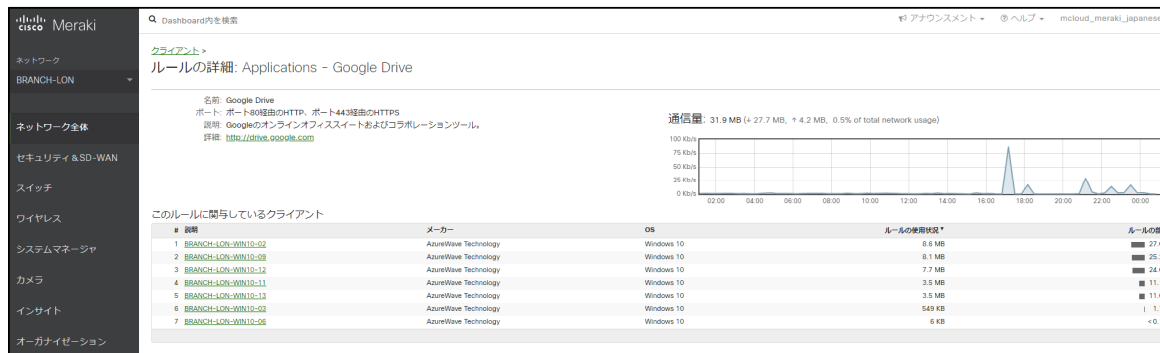 cisco Meraki
Dashboard内を検索
アナウンスメント
ヘルプ
mcloud_meraki_japanese
ネットワーク
BRANCH-LON
ネットワーク全体
セキュリティ & SD-WAN
スイッチ
ワイヤレス
システムマネージャ
カメラ
インサイト
オーガナイゼーション
クライアント >
ルールの詳細: Applications - Google Drive
名前: Google Drive
ポート: ポート80経由のHTTP、ポート443経由のHTTPS
説明: Googleのオンラインオフィススイートおよびコラボレーションツール。
詳細: http://drive.google.com
通信量: 31.9 MB (↓ 27.7 MB, ↑ 4.2 MB, 0.5% of total network usage)
100 Kb/s
75 Kb/s
50 Kb/s
25 Kb/s
0 Kb/s
02:00 04:00 06:00 08:00 10:00 12:00 14:00 16:00 18:00 20:00 22:00 00:00
このルールに関与しているクライアント
# 説明 メーカー OS ルールの使用状況▼
1 BRANCH-LON-WIN10-02 AzureWave Technology Windows 10 8.6 MB 27.
2 BRANCH-LON-WIN10-09 AzureWave Technology Windows 10 8.1 MB 25.
3 BRANCH-LON-WIN10-12 AzureWave Technology Windows 10 7.7 MB 24.
4 BRANCH-LON-WIN10-11 AzureWave Technology Windows 10 3.5 MB 11.
5 BRANCH-LON-WIN10-13 AzureWave Technology Windows 10 3.5 MB 11.
6 BRANCH-LON-WIN10-03 AzureWave Technology Windows 10 549 KB 1.
7 BRANCH-LON-WIN10-06 AzureWave Technology Windows 10 6 KB <0.